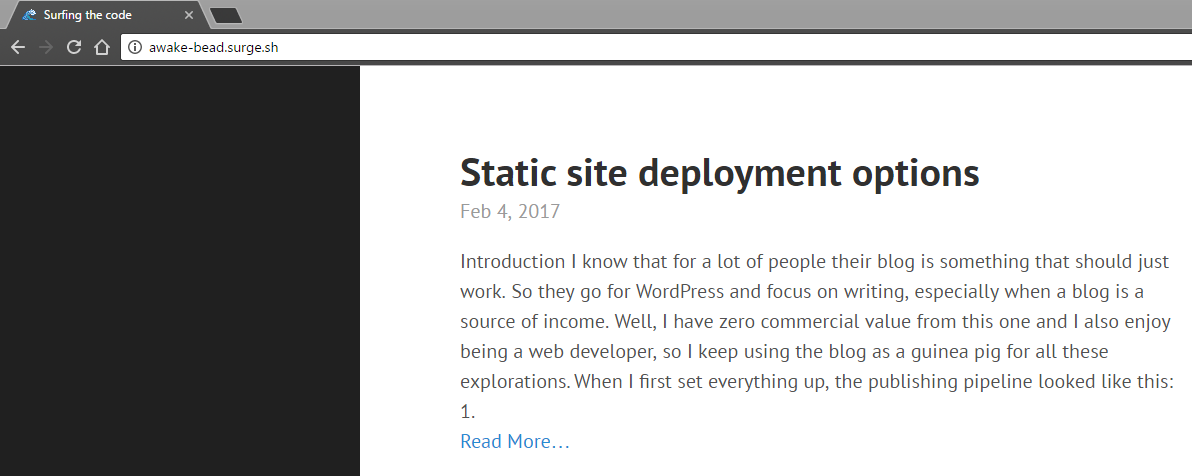 Surfing the code
awake-bead.surge.sh
Static site deployment options
Feb 4, 2017
Introduction I know that for a lot of people their blog is something that should just
work. So they go for WordPress and focus on writing, especially when a blog is a
source of income. Well, I have zero commercial value from this one and I also enjoy
being a web developer, so I keep using the blog as a guinea pig for all these
explorations. When I first set everything up, the publishing pipeline looked like this:
1.
Read More…